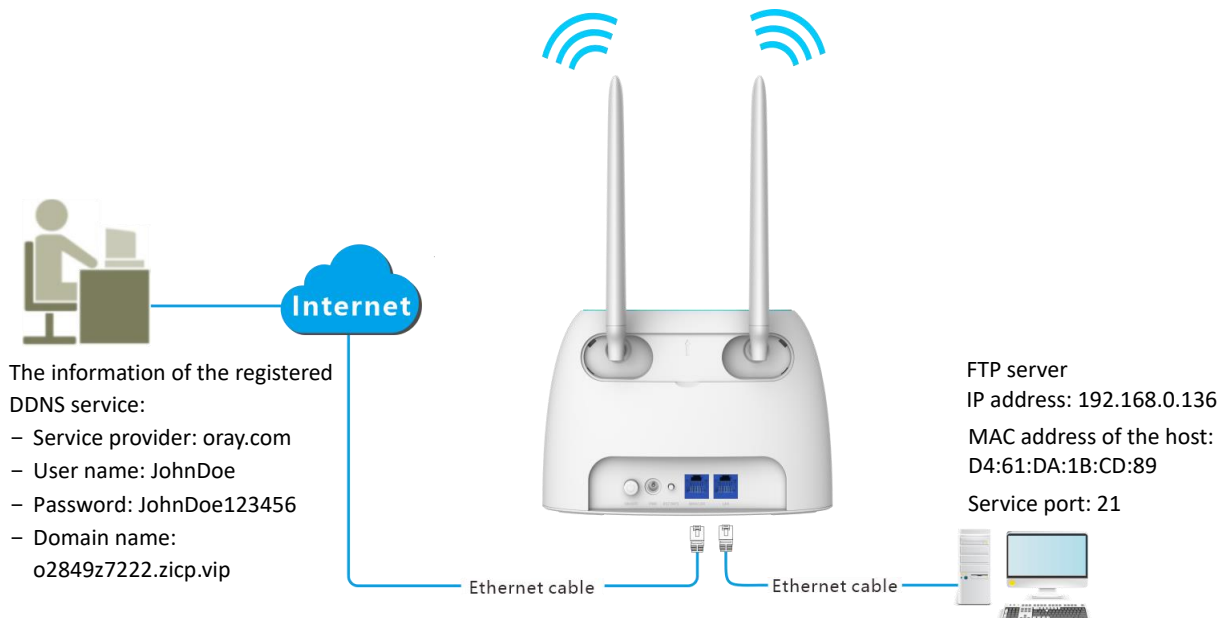 Internet
The information of the registered
DDNS service:
– Service provider: oray.com
– User name: JohnDoe
– Password: JohnDoe123456
– Domain name:
o2849z7222.zicp.vip
FTP server
IP address: 192.168.0.136
MAC address of the host:
D4:61:DA:1B:CD:89
Service port: 21
Ethernet cable
Ethernet cable